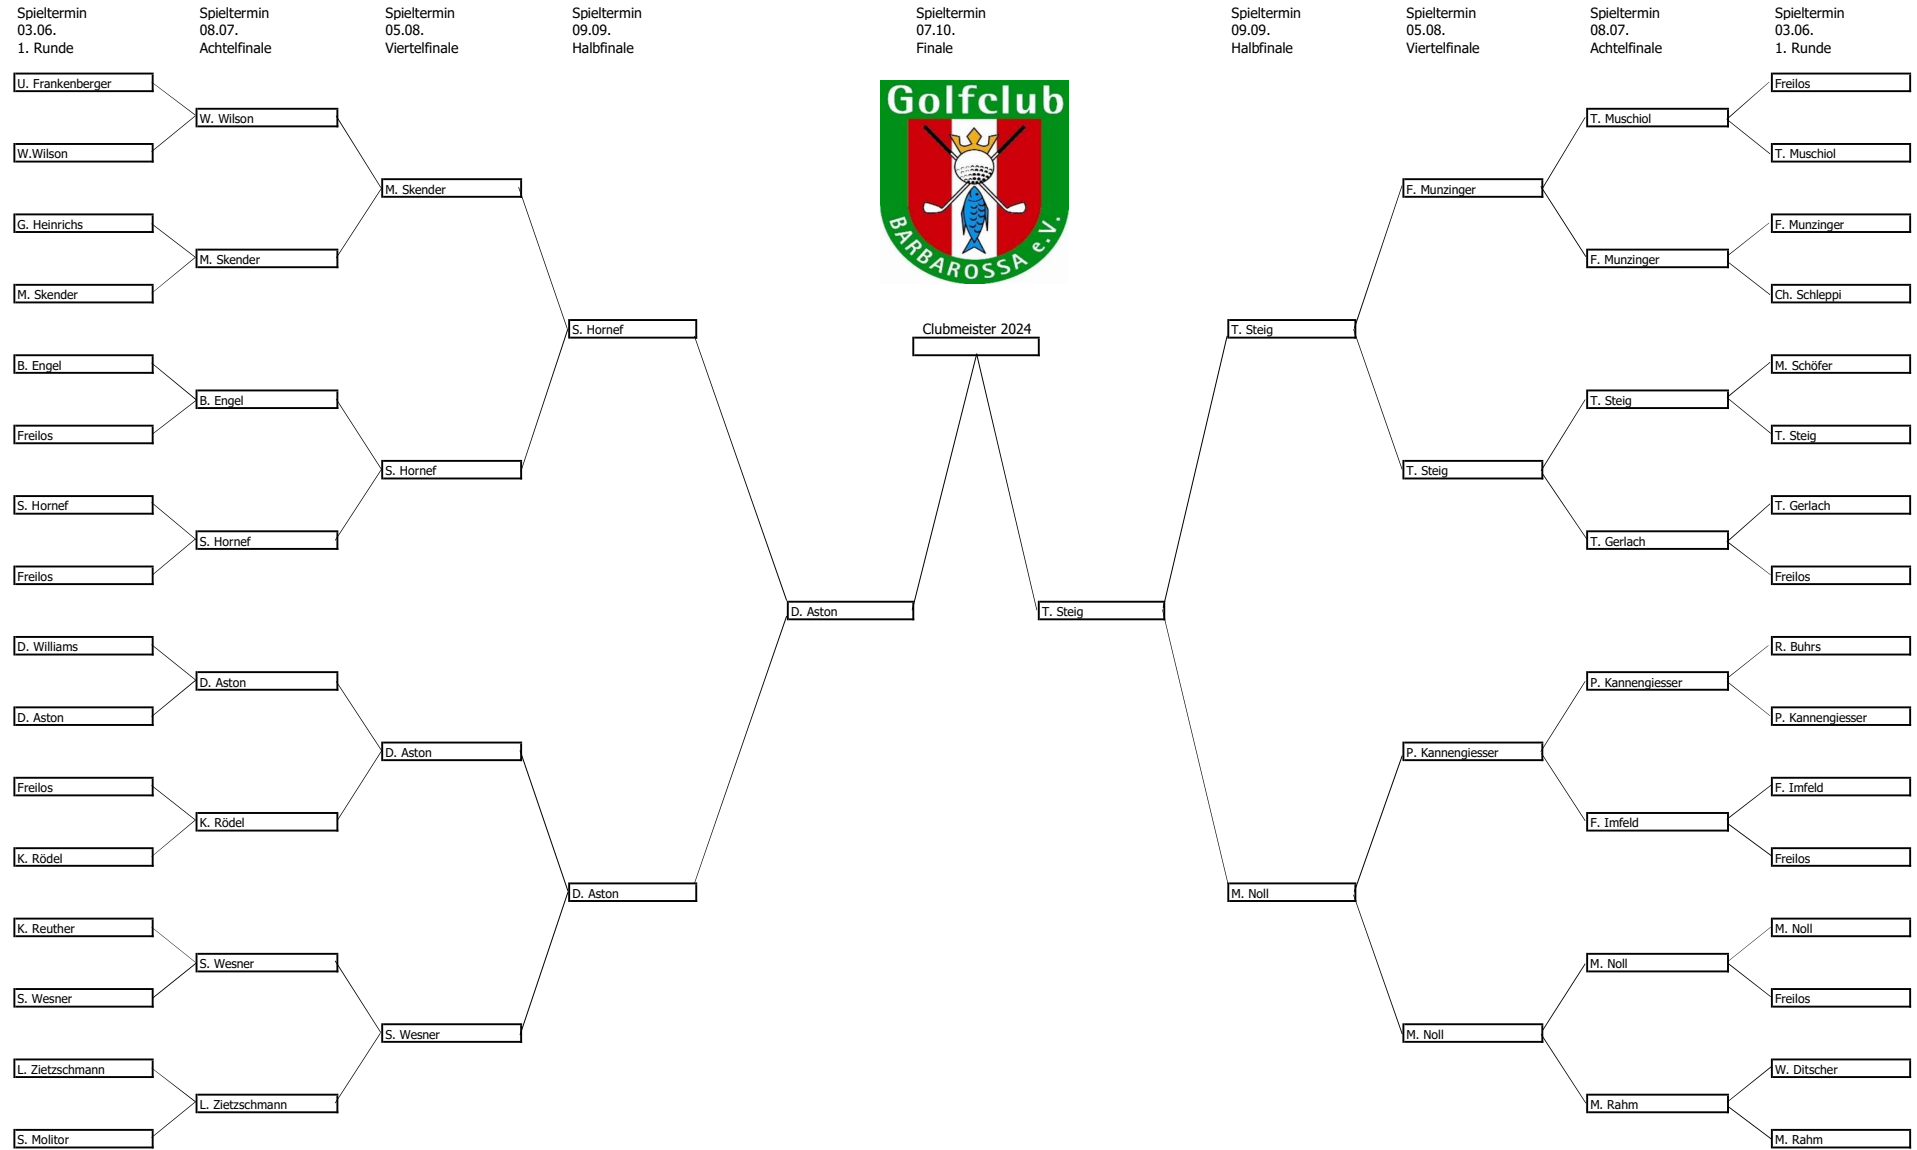 Spieltermin
03.06.
1. Runde
Spieltermin
08.07.
Achtelfinale
Spieltermin
05.08.
Viertelfinale
Spieltermin
09.09.
Halbfinale
Spieltermin
07.10.
Finale
Spieltermin
09.09.
Halbfinale
Spieltermin
05.08.
Viertelfinale
Spieltermin
08.07.
Achtelfinale
Spieltermin
03.06.
1. Runde
U. Frankenberger
W.Wilson
G. Heinrichs
M. Skender
B. Engel
Freilos
S. Hornef
Freilos
D. Williams
D. Aston
Freilos
K. Rödel
K. Reuther
S. Wesner
L. Zietzschmann
S. Molitor
W. Wilson
M. Skender
B. Engel
S. Hornef
D. Aston
K. Rödel
S. Wesner
L. Zietzschmann
M. Skender
S. Hornef
D. Aston
S. Wesner
S. Hornef
D. Aston
D. Aston
Golfclub
BARBAROSSA e.V.
Clubmeister 2024
T. Steig
T. Steig
M. Noll
F. Munzinger
T. Steig
P. Kannengiesser
M. Noll
T. Muschiol
F. Munzinger
T. Steig
T. Gerlach
P. Kannengiesser
F. Imfeld
M. Noll
M. Rahm
Freilos
T. Muschiol
F. Munzinger
Ch. Schleppi
M. Schöfer
T. Steig
T. Gerlach
Freilos
R. Buhrs
P. Kannengiesser
F. Imfeld
Freilos
M. Noll
Freilos
W. Ditscher
M. Rahm